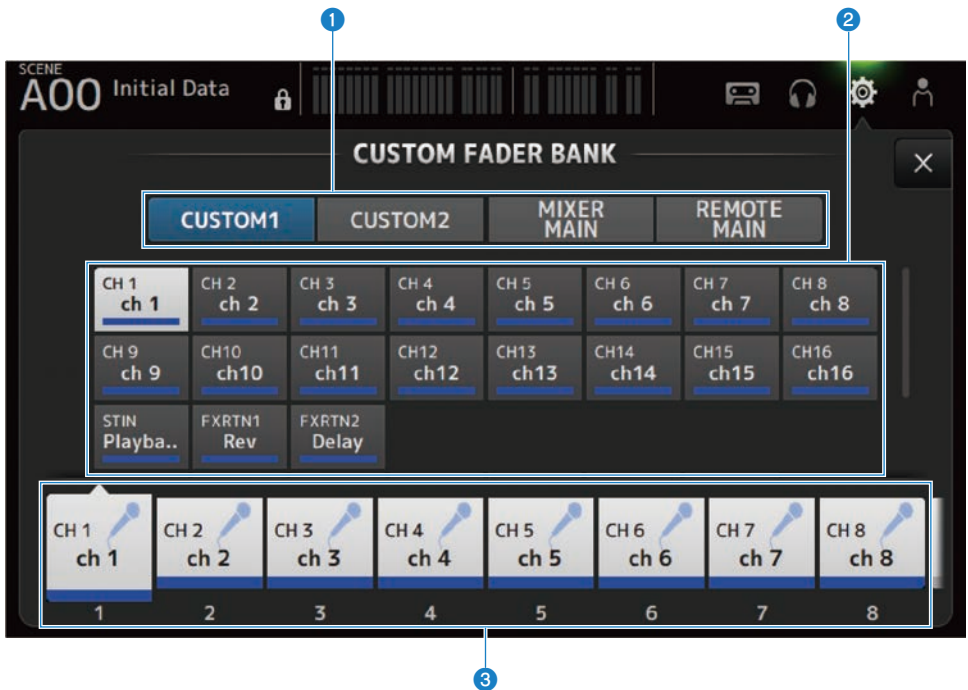 1 2
SCENE
A00 Initial Data
CUSTOM FADER BANK
CUSTOM1 CUSTOM2 MIXER MAIN REMOTE MAIN
CH 1 CH 2 CH 3 CH 4 CH 5 CH 6 CH 7 CH 8
ch 1 ch 2 ch 3 ch 4 ch 5 ch 6 ch 7 ch 8
CH 9 CH10 CH11 CH12 CH13 CH14 CH15 CH16
ch 9 ch10 ch11 ch12 ch13 ch14 ch15 ch16
STIN FXRTN1 FXRTN2
Playba.. Rev Delay
CH 1 CH 2 CH 3 CH 4 CH 5 CH 6 CH 7 CH 8
ch 1 ch 2 ch 3 ch 4 ch 5 ch 6 ch 7 ch 8
1 2 3 4 5 6 7 8
3